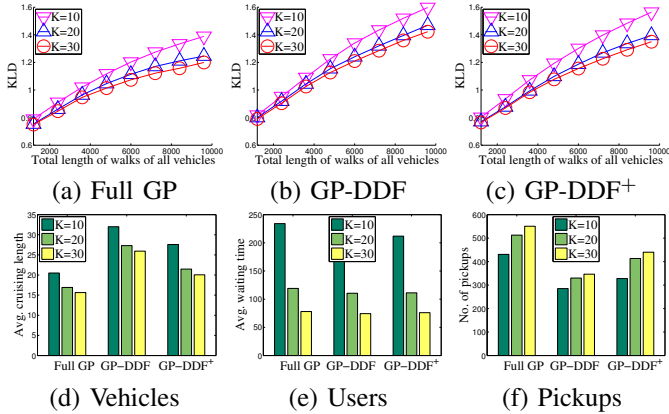 K=10
K=20
K=30
KLD
1.6
1.4
1.2
1
0.8
0.6
2000 4000 6000 8000 10000
Total length of walks of all vehicles
(a) Full GP
K=10
K=20
K=30
KLD
1.6
1.4
1.2
1
0.8
0.6
2000 4000 6000 8000 10000
Total length of walks of all vehicles
(b) GP-DDF
K=10
K=20
K=30
KLD
1.6
1.4
1.2
1
0.8
0.6
2000 4000 6000 8000 10000
Total length of walks of all vehicles
(c) GP-DDF+
K=10
K=20
K=30
Avg. cruising length
35
30
25
20
15
10
5
0
Full GP GP−DDF GP−DDF+
(d) Vehicles
K=10
K=20
K=30
Avg. waiting time
250
200
150
100
50
0
Full GP GP−DDF GP−DDF+
(e) Users
K=10
K=20
K=30
No. of pickups
600
500
400
300
200
100
0
Full GP GP−DDF GP−DDF+
(f) Pickups